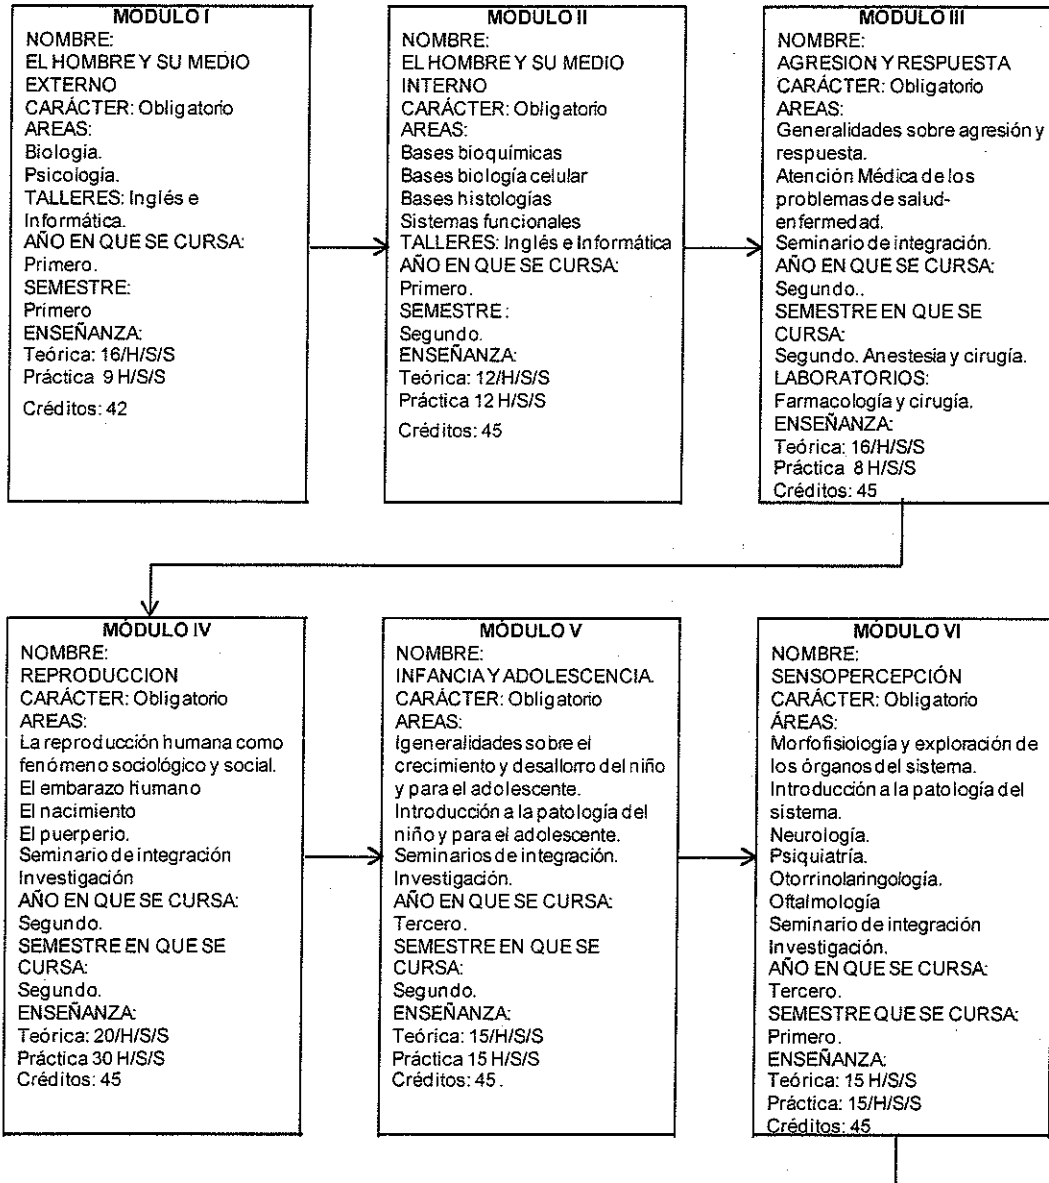 MÓDULO I
NOMBRE:
EL HOMBRE Y SU MEDIO
EXTERNO
CARÁCTER: Obligatorio
AREAS:
Biología.
Psicología.
TALLERES: Inglés e
Informática.
AÑO EN QUE SE CURSA:
Primero.
SEMESTRE:
Primero
ENSEÑANZA:
Teórica: 16/H/S/S
Práctica 9 H/S/S
Créditos: 42
MÓDULO II
NOMBRE:
EL HOMBRE Y SU MEDIO
INTERNO
CARÁCTER: Obligatorio
AREAS:
Bases bioquímicas
Bases biología celular
Bases histologías
Sistemas funcionales
TALLERES: Inglés e Informática
AÑO EN QUE SE CURSA:
Primero.
SEMESTRE:
Segundo.
ENSEÑANZA:
Teórica: 12/H/S/S
Práctica 12 H/S/S
Créditos: 45
MÓDULO III
NOMBRE:
AGRESION Y RESPUESTA
CARÁCTER: Obligatorio
AREAS:
Generalidades sobre agresión y
respuesta.
Atención Médica de los
problemas de salud-
enfermedad.
Seminario de integración.
AÑO EN QUE SE CURSA:
Segundo..
SEMESTRE EN QUE SE
CURSA:
Segundo. Anestesia y cirugía.
LABORATORIOS:
Farmacología y cirugía.
ENSEÑANZA:
Teórica: 16/H/S/S
Práctica 8 H/S/S
Créditos: 45
MÓDULO IV
NOMBRE:
REPRODUCCION
CARÁCTER: Obligatorio
AREAS:
La reproducción humana como
fenómeno sociológico y social.
El embarazo humano
El nacimiento
El puerperio.
Seminario de integración
Investigación
AÑO EN QUE SE CURSA:
Segundo.
SEMESTRE EN QUE SE
CURSA:
Segundo.
ENSEÑANZA:
Teórica: 20/H/S/S
Práctica 30 H/S/S
Créditos: 45
MÓDULO V
NOMBRE:
INFANCIA Y ADOLESCENCIA.
CARÁCTER: Obligatorio
AREAS:
Igeneralidades sobre el
crecimiento y desallorro del niño
y para el adolescente.
Introducción a la patología del
niño y para el adolescente.
Seminarios de integración.
Investigación.
AÑO EN QUE SE CURSA:
Tercero.
SEMESTRE EN QUE SE
CURSA:
Segundo.
ENSEÑANZA:
Teórica: 15/H/S/S
Práctica 15 H/S/S
Créditos: 45.
MÓDULO VI
NOMBRE:
SENSOPERCEPCIÓN
CARÁCTER: Obligatorio
ÁREAS:
Morfofisiología y exploración de
los órganos del sistema.
Introducción a la patología del
sistema.
Neurología.
Psiquiatría.
Otorrinolaringología.
Oftalmología
Seminario de integración
Investigación.
AÑO EN QUE SE CURSA:
Tercero.
SEMESTRE QUE SE CURSA:
Primero.
ENSEÑANZA:
Teórica: 15 H/S/S
Práctica: 15/H/S/S
Créditos: 45